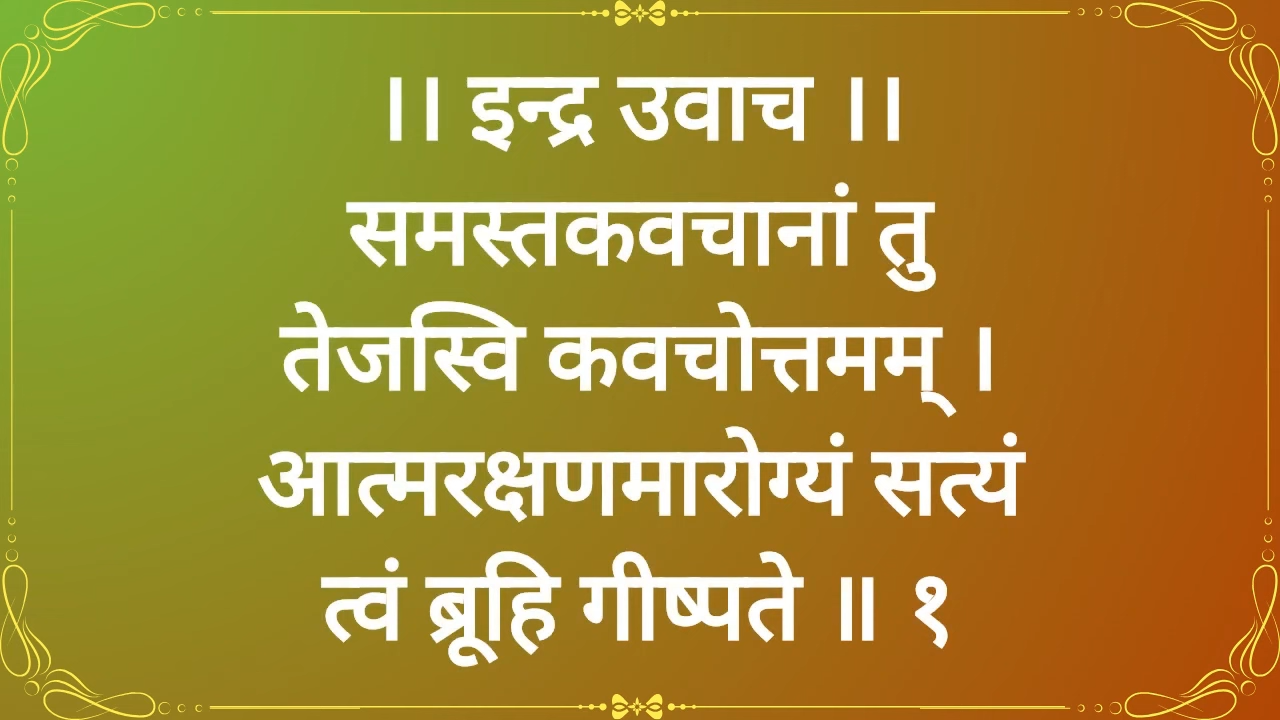 ।। इन्द्र उवाच ।।
समस्तकवचानां तु
तेजस्वि कवचोत्तमम् ।
आत्मरक्षणमारोग्यं सत्यं
त्वं ब्रूहि गीष्पते ॥ १